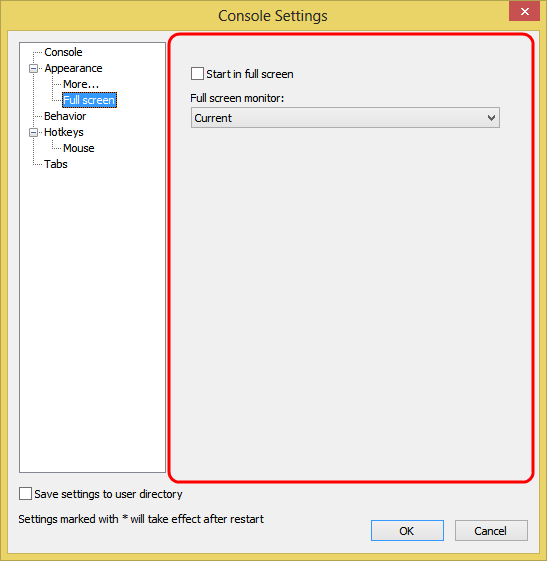 Console Settings
Console
Appearance
More...
Full screen
Behavior
Hotkeys
Mouse
Tabs
Start in full screen
Full screen monitor:
Current
Save settings to user directory
Settings marked with * will take effect after restart
OK
Cancel